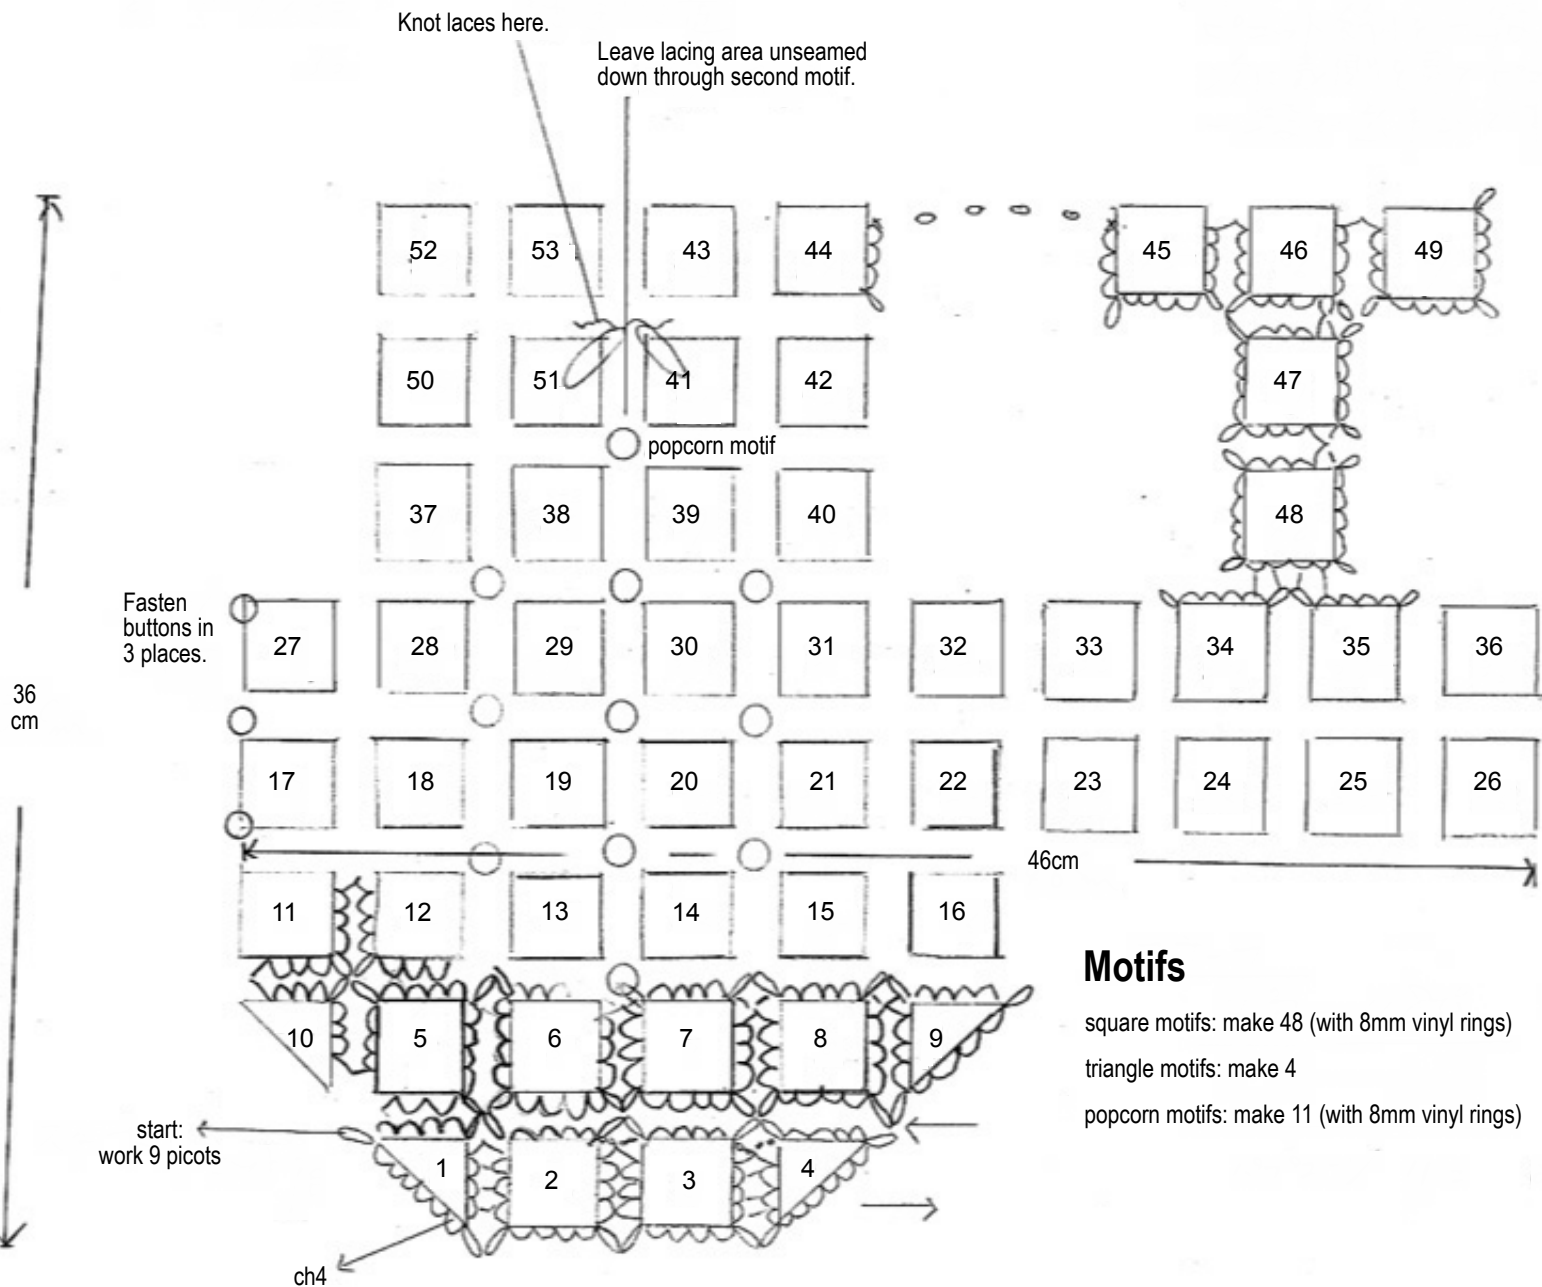 Knot laces here.
Leave lacing area unseamed
down through second motif.
52 53 43 44 45 46 49
50 51 41 42 47
popcorn motif
37 38 39 40 48
Fasten
buttons in
3 places.
27 28 29 30 31 32 33 34 35 36
36
cm
17 18 19 20 21 22 23 24 25 26
46cm
11 12 13 14 15 16
Motifs
square motifs: make 48 (with 8mm vinyl rings)
triangle motifs: make 4
popcorn motifs: make 11 (with 8mm vinyl rings)
10 5 6 7 8 9
start:
work 9 picots
1 2 3 4
ch4